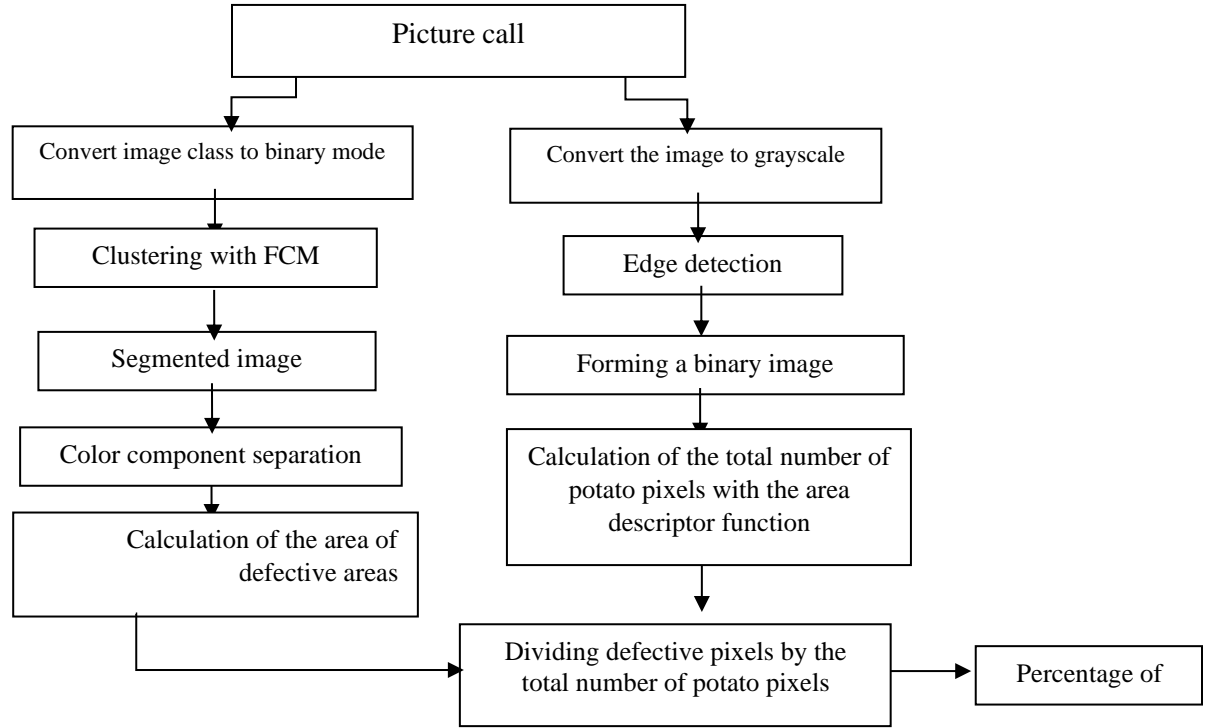 Picture call
Convert image class to binary mode
Clustering with FCM
Segmented image
Color component separation
Calculation of the area of
defective areas
Convert the image to grayscale
Edge detection
Forming a binary image
Calculation of the total number of
potato pixels with the area
descriptor function
Dividing defective pixels by the
total number of potato pixels
Percentage of